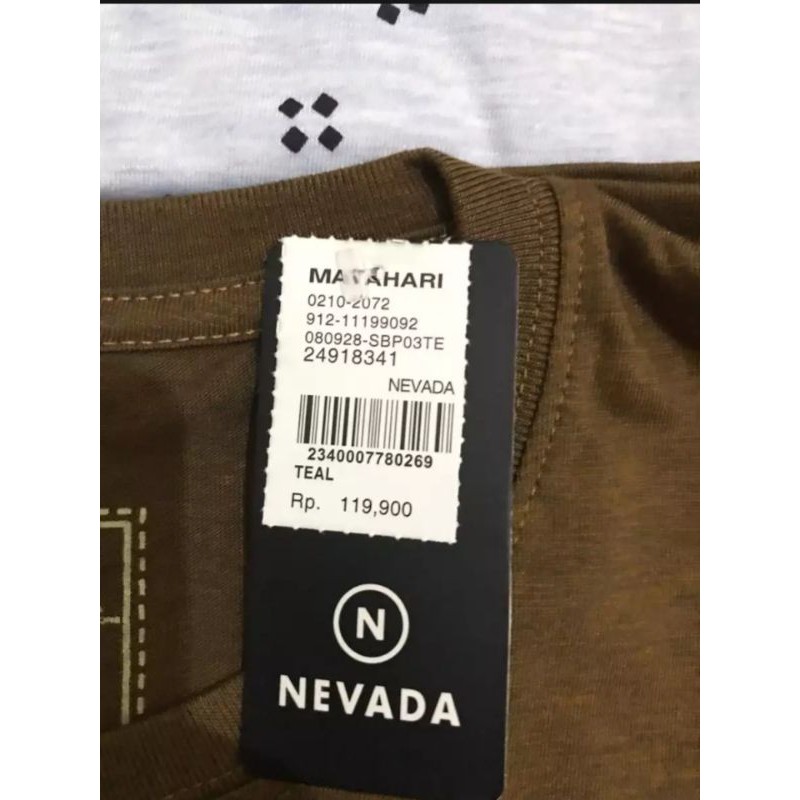 MATAHARI
0210-2072
912-11199092
080928-SBP03TE
24918341
NEVADA
2340007780269
TEAL
Rp. 119,900
N
NEVADA